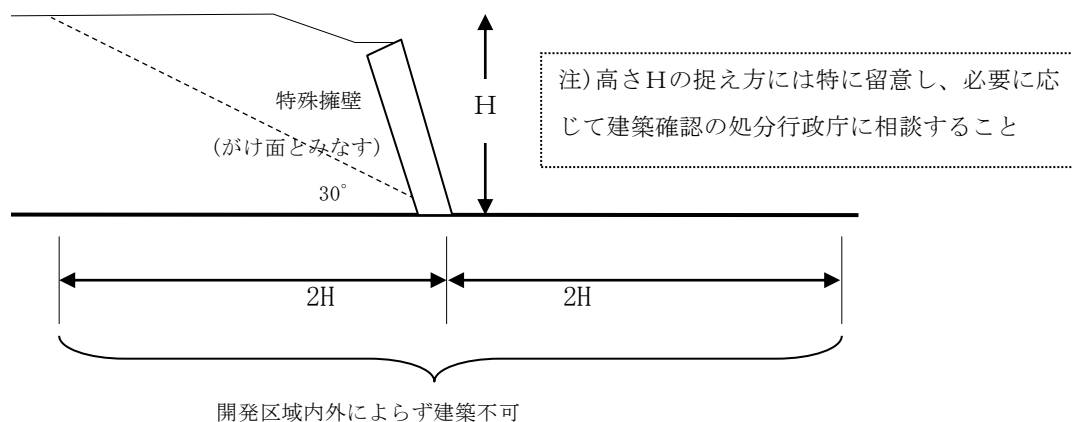 注)高さHの捉え方には特に留意し、必要に応
じて建築確認の処分行政庁に相談すること
H
特殊擁壁
(がけ面とみなす)
30°
2H
2H
開発区域内外によらず建築不可